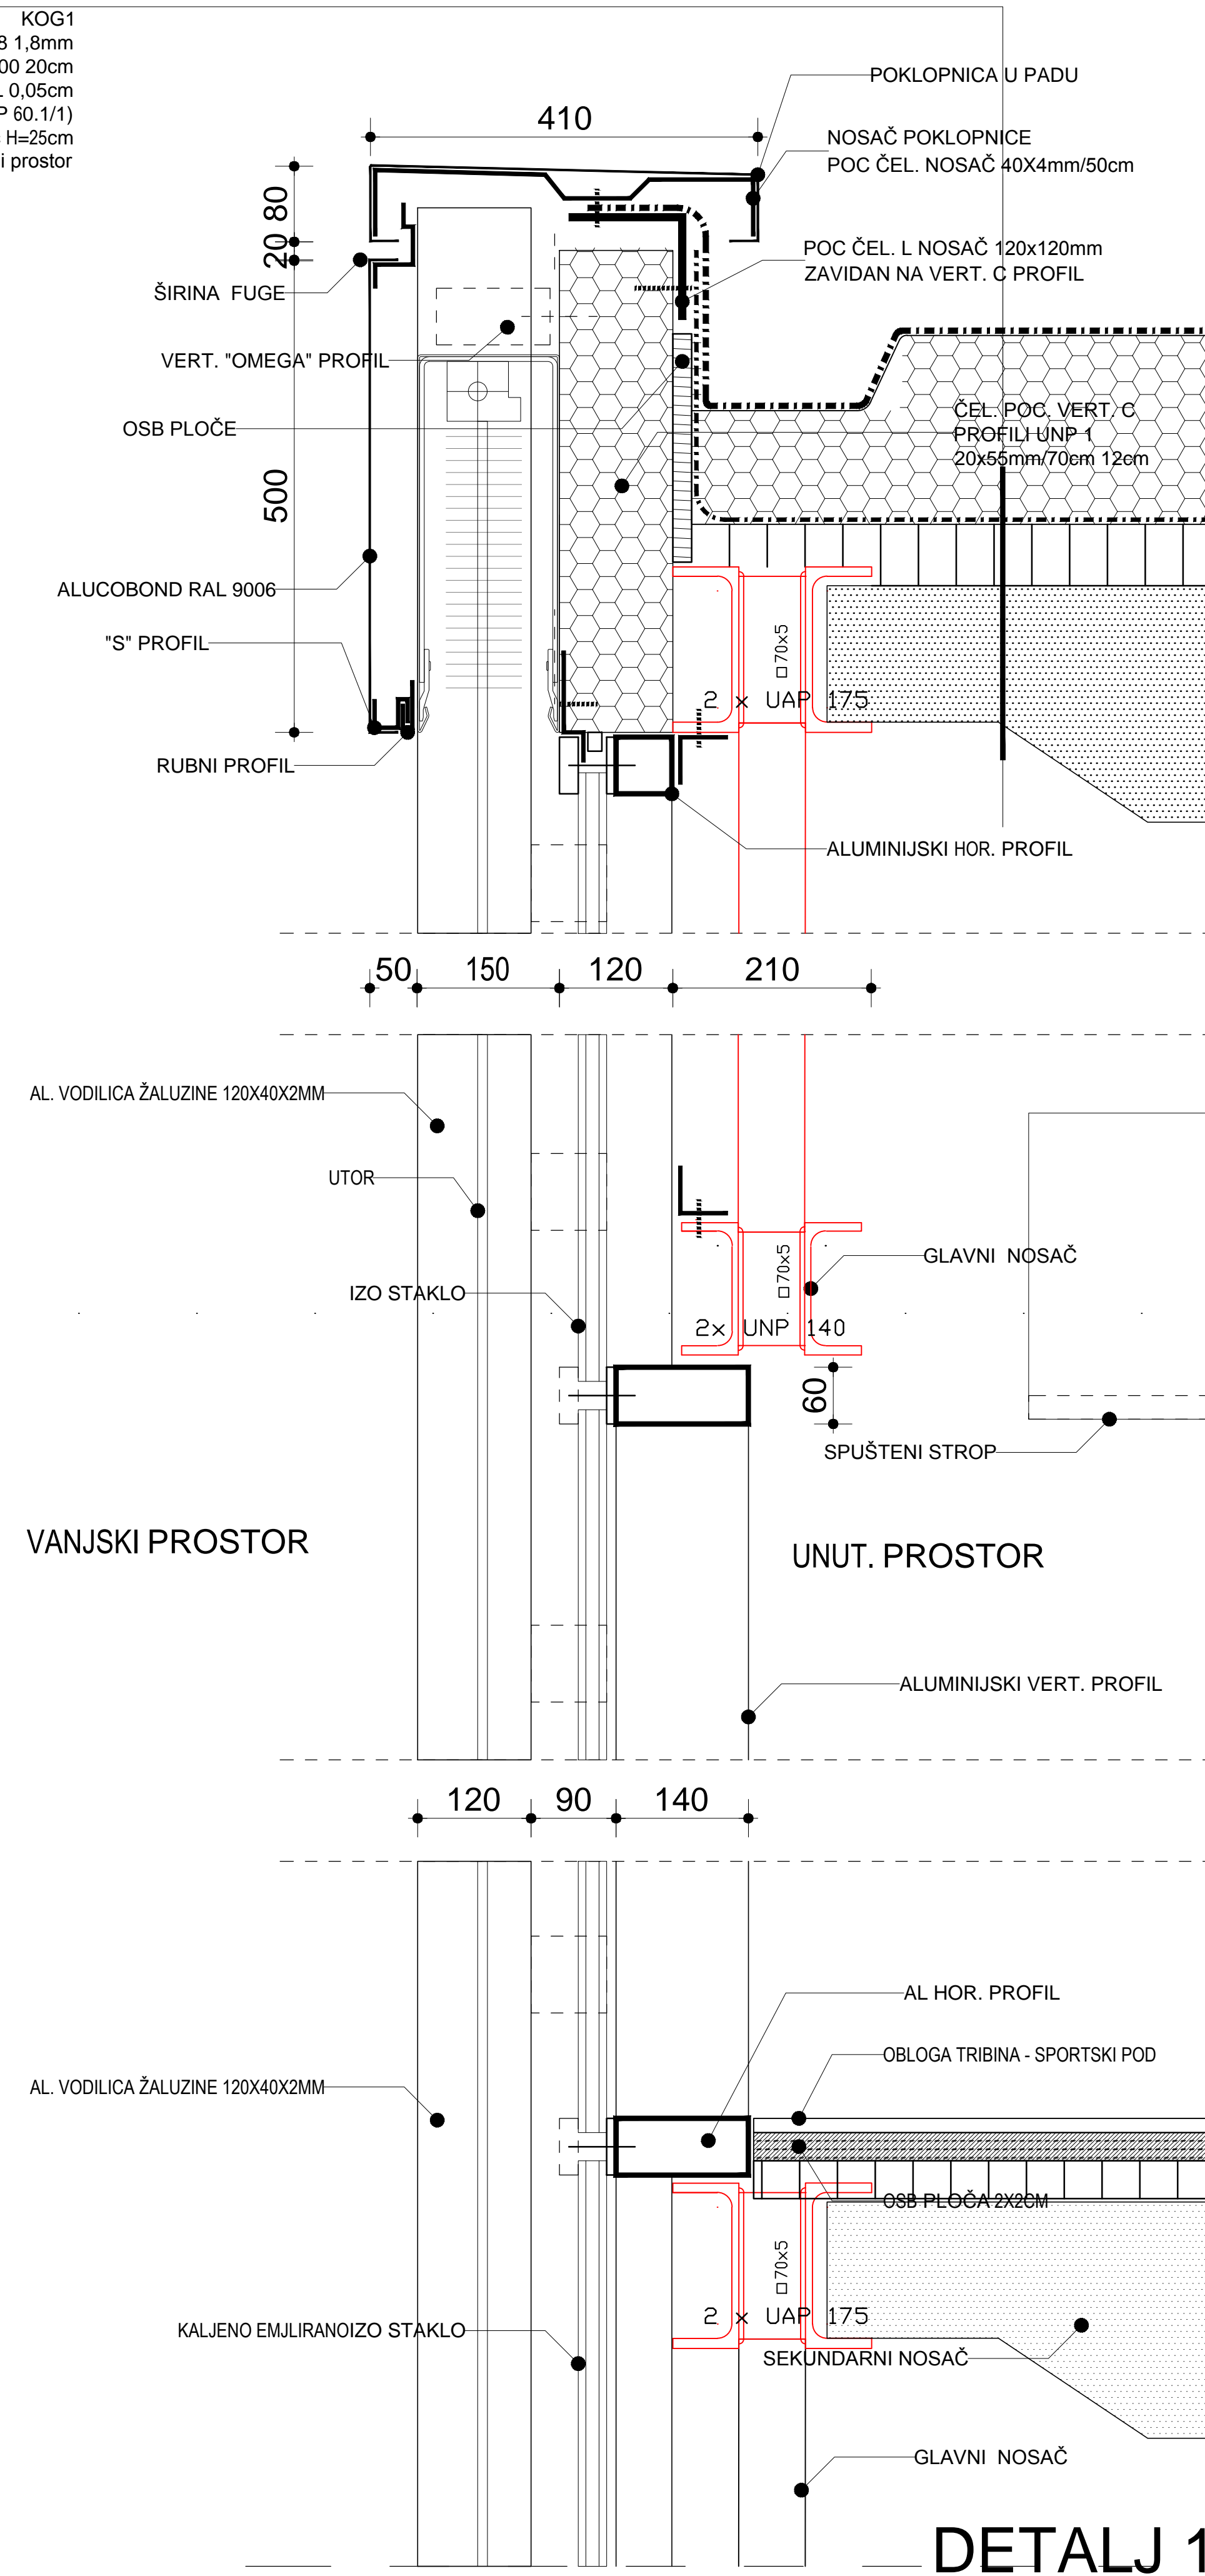 KOG1
8 1,8mm
00 20cm
L 0,05cm
P 60.1/1)
H=25cm
i prostor
POKLOPNICA U PADU
410
NOSAČ POKLOPNICE
POC ČEL. NOSAČ 40X4mm/50cm
80
20
POC ČEL. L NOSAČ 120x120mm
ZAVIDAN NA VERT. C PROFIL
ŠIRINA FUGE
VERT. "OMEGA" PROFIL
OSB PLOČE
ČEL. POC. VERT. C
PROFILI UNP 1
20x55mm/70cm 12cm
500
ALUCOBOND RAL 9006
"S" PROFIL
□70x5
2 x UAP 175
RUBNI PROFIL
ALUMINIJSKI HOR. PROFIL
50 150 120 210
AL. VODILICA ŽALUZINE 120X40X2MM
UTOR
GLAVNI NOSAČ
□70x5
IZO STAKLO
2x UNP 140
60
SPUŠTENI STROP
VANJSKI PROSTOR
UNUT. PROSTOR
ALUMINIJSKI VERT. PROFIL
120 90 140
AL HOR. PROFIL
OBLOGA TRIBINA - SPORTSKI POD
AL. VODILICA ŽALUZINE 120X40X2MM
OSB PLOČA 2X2CM
□70x5
2 x UAP 175
KALJENO EMJLIRANOIZO STAKLO
SEKUNDARNI NOSAČ
GLAVNI NOSAČ
DETALJ 1